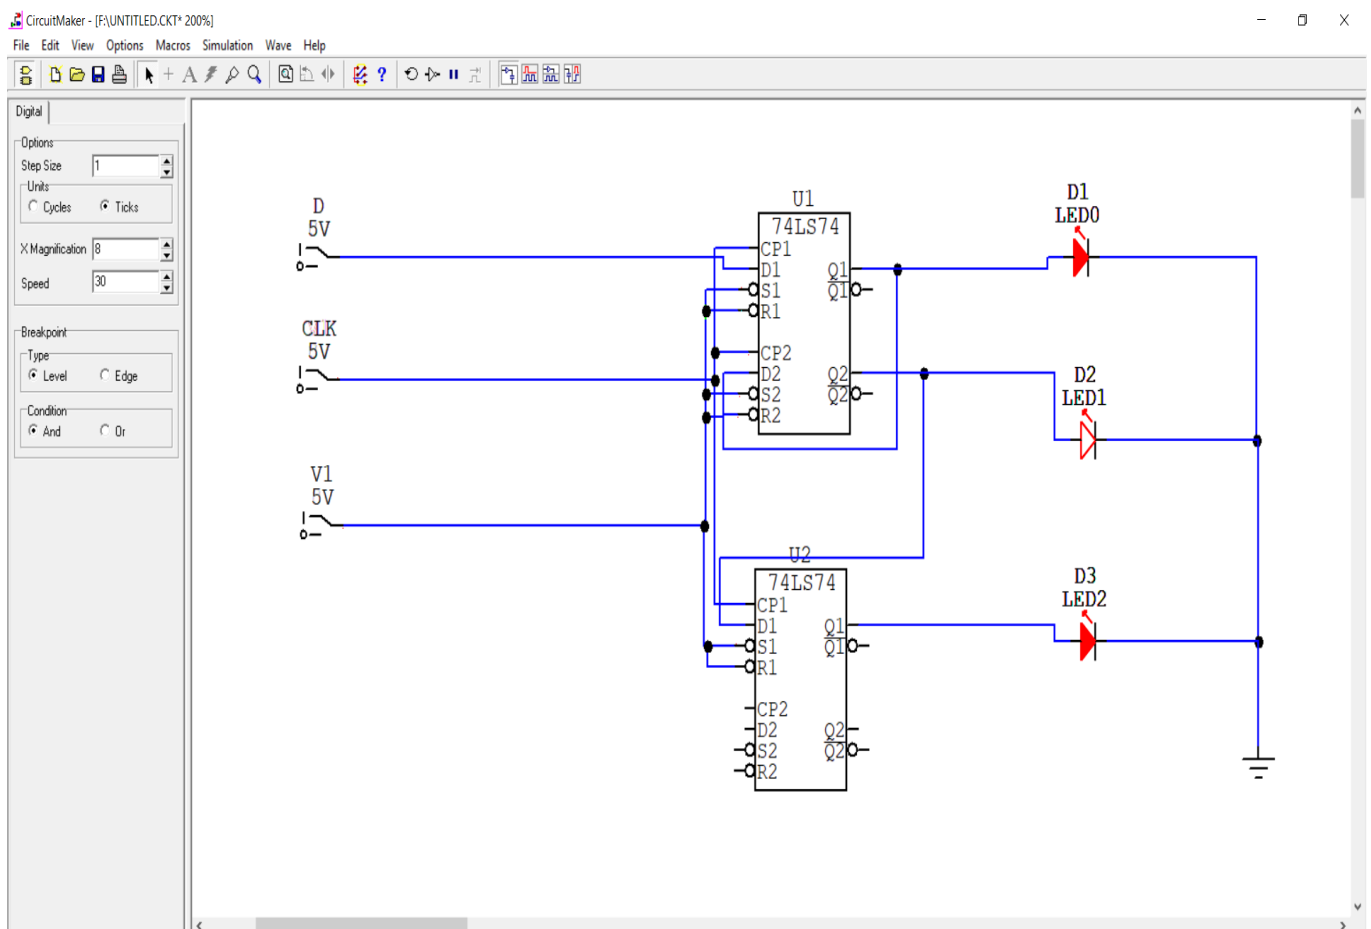 CircuitMaker - [F:\UNTITLED.CKT* 200%]
File Edit View Options Macros Simulation Wave Help
Digital
Options
Step Size 1
Units
Cycles Ticks
X Magnification 8
Speed 30
Breakpoint
Type
Level Edge
Condition
And Or
D
5V
CLK
5V
V1
5V
U1
74LS74
CP1
D1 Q1
S1 Q1
R1
CP2
D2 Q2
S2 Q2
R2
U2
74LS74
CP1
D1 Q1
S1 Q1
R1
CP2
D2 Q2
S2 Q2
R2
D1
LED0
D2
LED1
D3
LED2